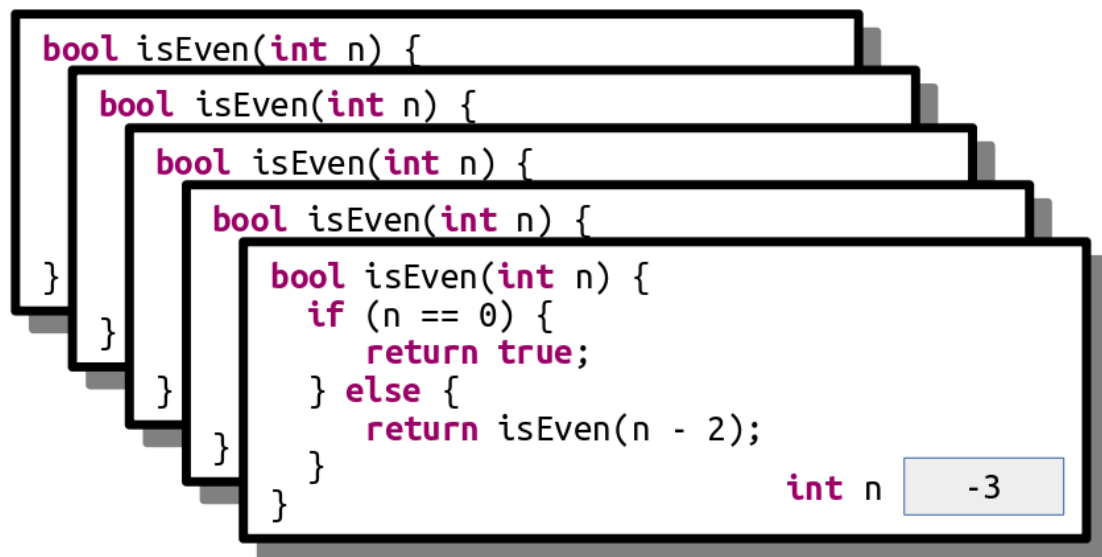 bool isEven(int n) {
bool isEven(int n) {
bool isEven(int n) {
bool isEven(int n) {
bool isEven(int n) {
if (n == 0) {
return true;
} else {
return isEven(n - 2);
}
}
}
}
}
}
int n -3